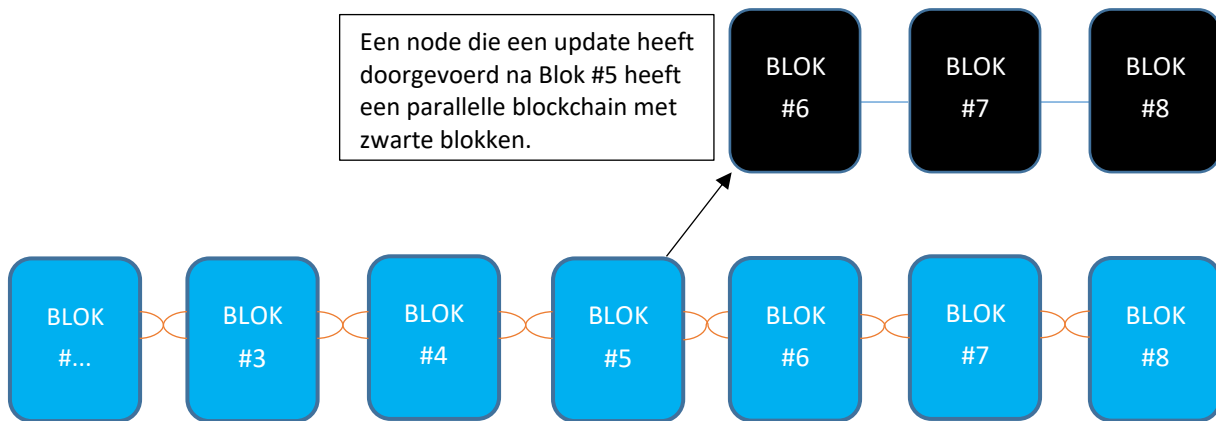 Een node die een update heeft
doorgevoerd na Blok #5 heeft
een parallelle blockchain met
zwarte blokken.
BLOK
#6
BLOK
#7
BLOK
#8
BLOK
#...
BLOK
#3
BLOK
#4
BLOK
#5
BLOK
#6
BLOK
#7
BLOK
#8